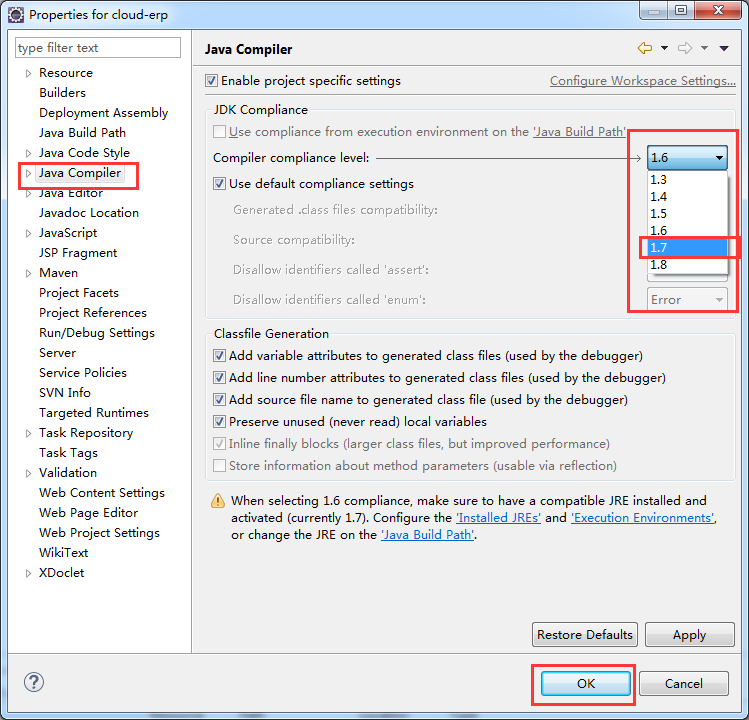 Properties for cloud-erp
type filter text
Resource
Builders
Deployment Assembly
Java Build Path
Java Code Style
Java Compiler
Java Editor
Javadoc Location
JavaScript
JSP Fragment
Maven
Project Facets
Project References
Run/Debug Settings
Server
Service Policies
SVN Info
Targeted Runtimes
Task Repository
Task Tags
Validation
Web Content Settings
Web Page Editor
Web Project Settings
WikiText
XDoclet
Java Compiler
Enable project specific settings
Configure Workspace Settings...
JDK Compliance
Use compliance from execution environment on the 'Java Build Path'
Compiler compliance level:
1.6
1.3
1.4
1.5
1.6
1.7
1.8
Use default compliance settings
Generated .class files compatibility:
Source compatibility:
Disallow identifiers called 'assert':
Disallow identifiers called 'enum':
Error
Classfile Generation
Add variable attributes to generated class files (used by the debugger)
Add line number attributes to generated class files (used by the debugger)
Add source file name to generated class file (used by the debugger)
Preserve unused (never read) local variables
Inline finally blocks (larger class files, but improved performance)
Store information about method parameters (usable via reflection)
When selecting 1.6 compliance, make sure to have a compatible JRE installed and
activated (currently 1.7). Configure the 'Installed JREs' and 'Execution Environments',
or change the JRE on the 'Java Build Path'.
Restore Defaults
Apply
OK
Cancel